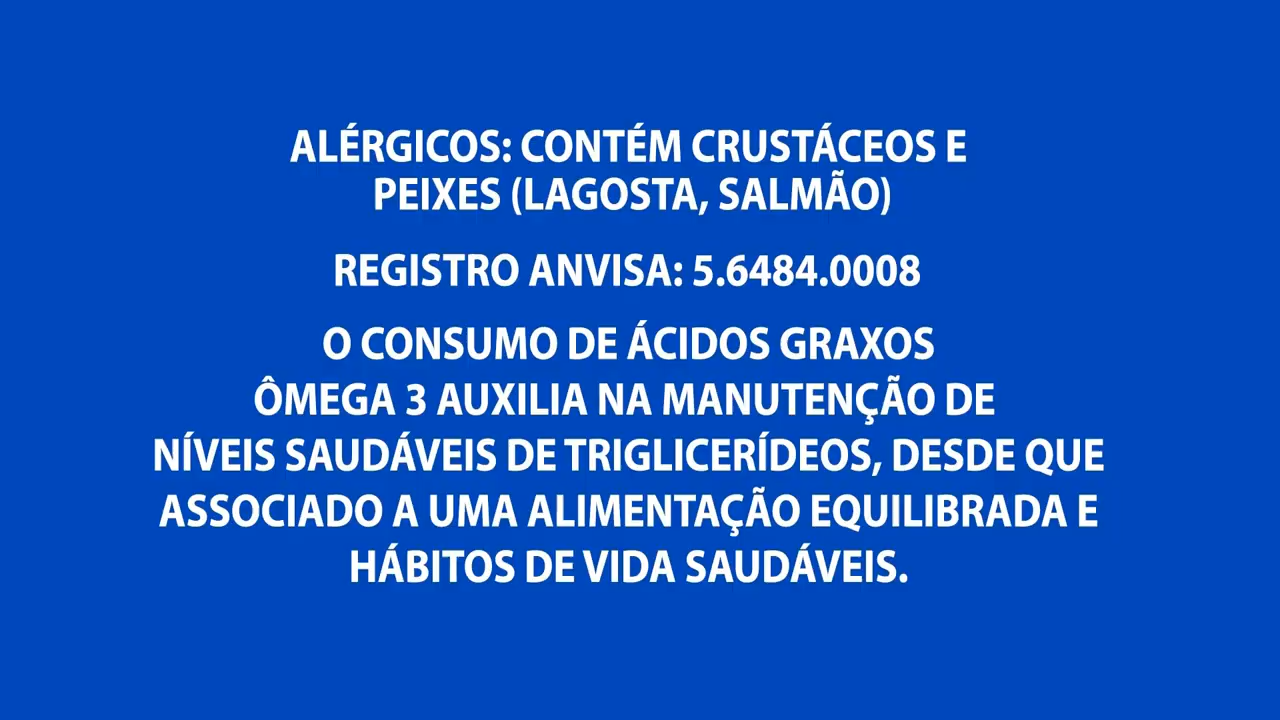 ALÉRGICOS: CONTÉM CRUSTÁCEOS E
PEIXES (LAGOSTA, SALMÃO)
REGISTRO ANVISA: 5.6484.0008
O CONSUMO DE ÁCIDOS GRAXOS
ÔMEGA 3 AUXILIA NA MANUTENÇÃO DE
NÍVEIS SAUDÁVEIS DE TRIGLICERÍDEOS, DESDE QUE
ASSOCIADO A UMA ALIMENTAÇÃO EQUILIBRADA E
HÁBITOS DE VIDA SAUDÁVEIS.